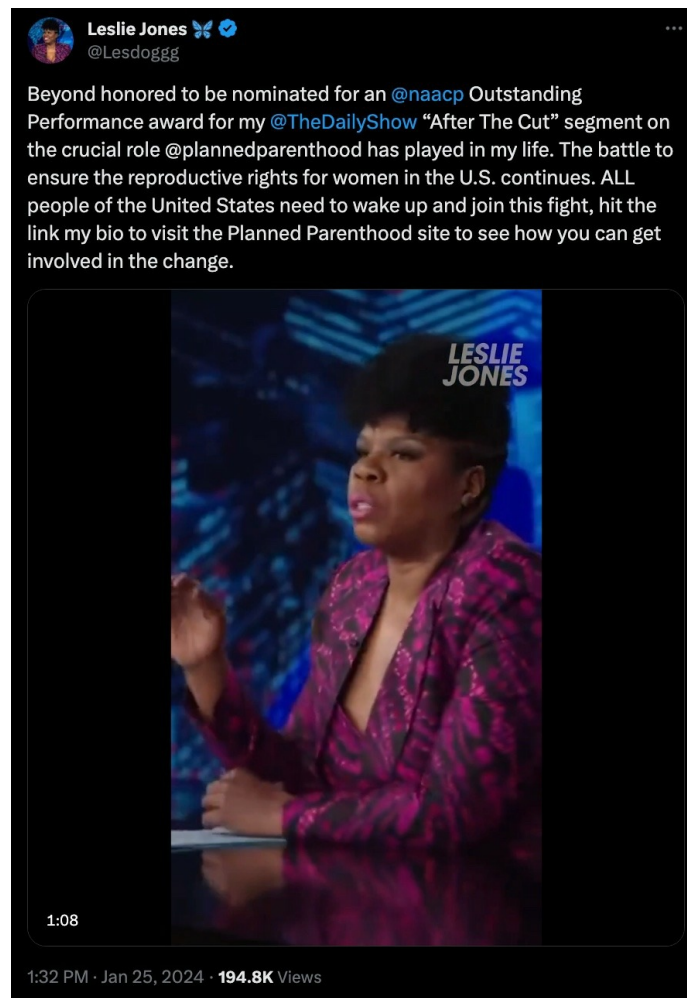 Leslie Jones 🦋
@Lesdoggg
Beyond honored to be nominated for an @naacp Outstanding
Performance award for my @TheDailyShow “After The Cut” segment on
the crucial role @plannedparenthood has played in my life. The battle to
ensure the reproductive rights for women in the U.S. continues. ALL
people of the United States need to wake up and join this fight, hit the
link my bio to visit the Planned Parenthood site to see how you can get
involved in the change.
LESLIE
JONES
1:08
1:32 PM · Jan 25, 2024 · 194.8K Views